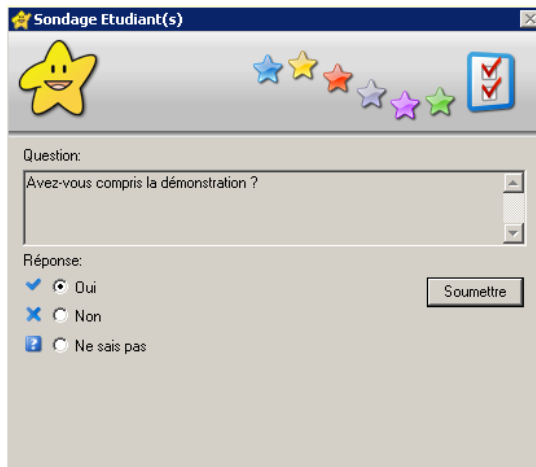 Sondage Etudiant(s)
Question:
Avez-vous compris la démonstration ?
Réponse:
Oui
Soumettre
Non
Ne sais pas